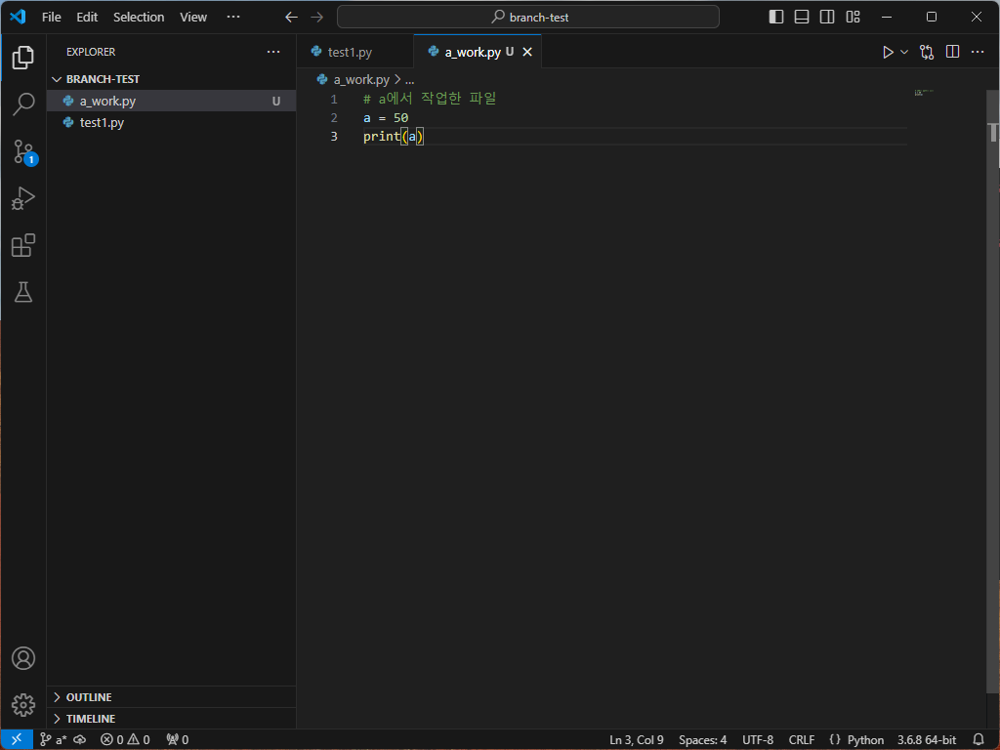 File Edit Selection View ··· branch-test
EXPLORER ···
BRANCH-TEST
a_work.py U
test1.py
OUTLINE
TIMELINE
test1.py a_work.py U
a_work.py > ...
1 # a에서 작업한 파일
2 a = 50
3 print(a)
1
a* 0 0 0 Ln 3, Col 9 Spaces: 4 UTF-8 CRLF {} Python 3.6.8 64-bit